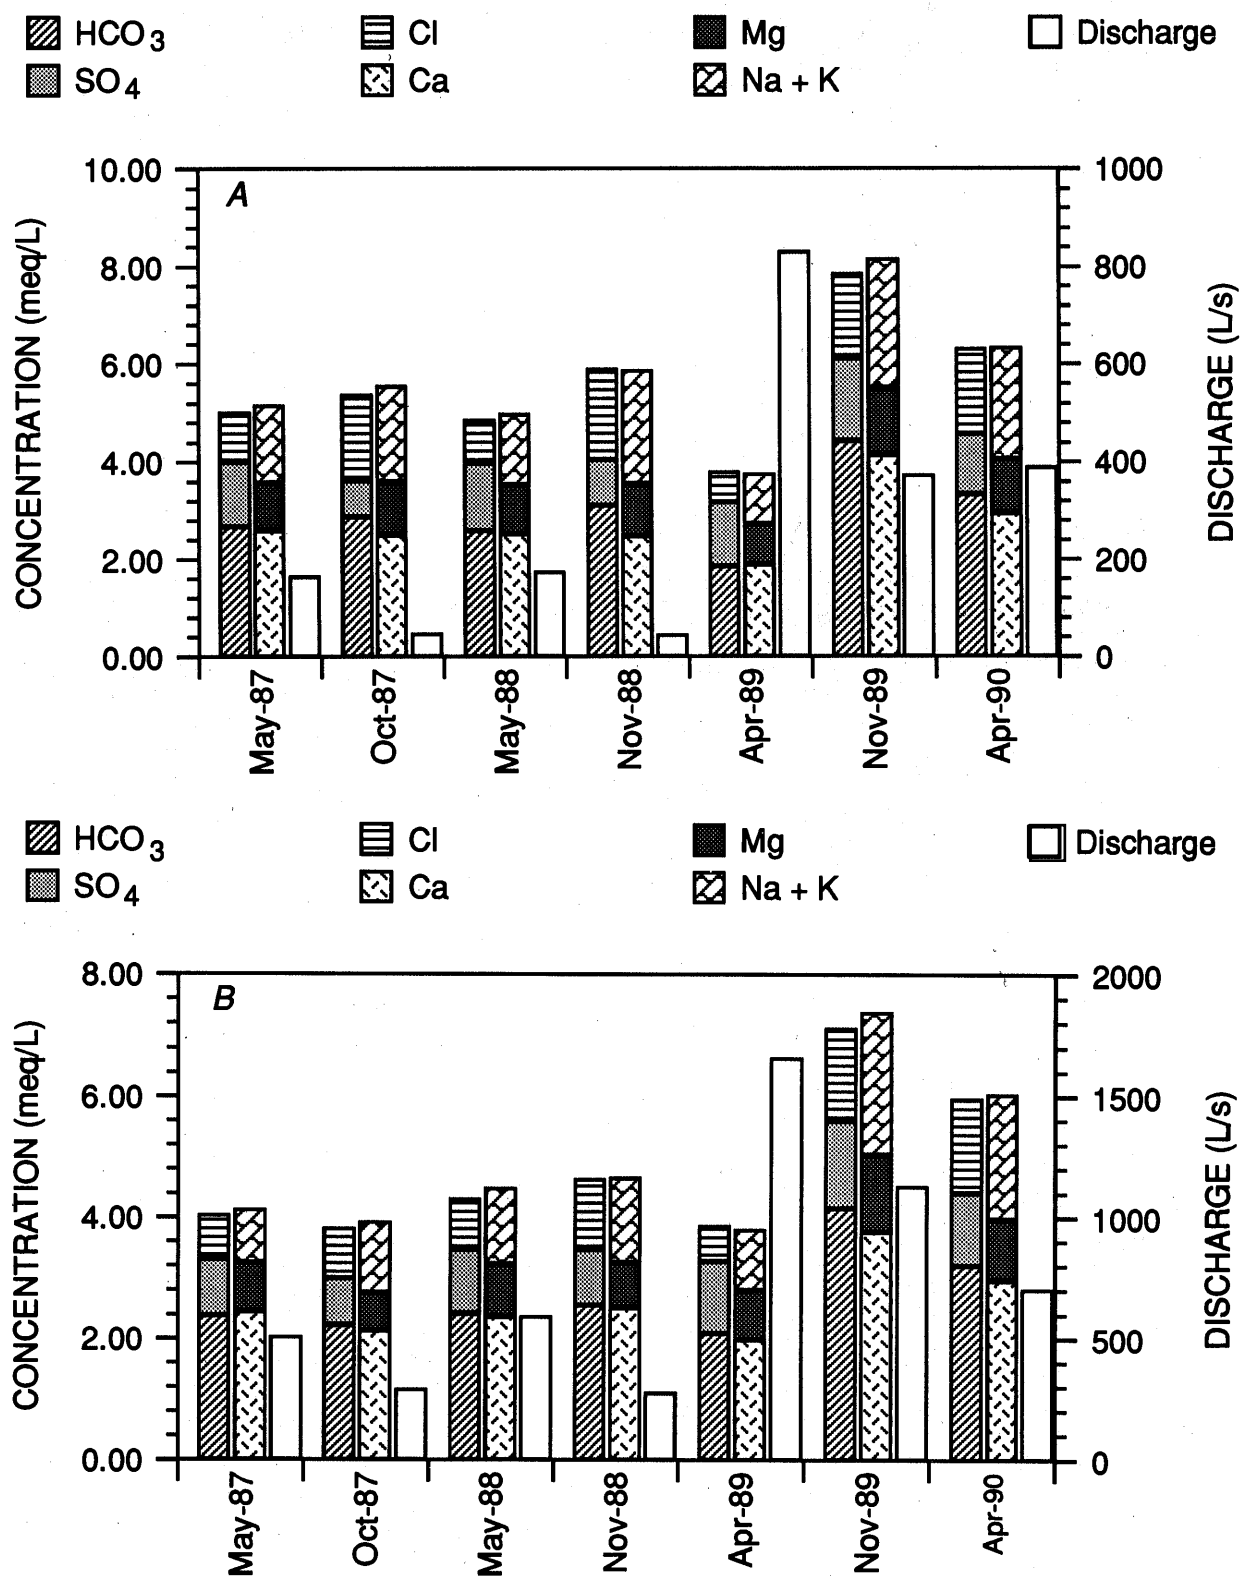 HCO3 Cl Mg Discharge
SO4 Ca Na + K
10.00 1000
A
8.00 800
6.00 600
4.00 400
2.00 200
0.00 0
CONCENTRATION (meq/L)
DISCHARGE (L/s)
May-87 Oct-87 May-88 Nov-88 Apr-89 Nov-89 Apr-90
HCO3 Cl Mg Discharge
SO4 Ca Na + K
8.00 2000
B
6.00 1500
4.00 1000
2.00 500
0.00 0
CONCENTRATION (meq/L)
DISCHARGE (L/s)
May-87 Oct-87 May-88 Nov-88 Apr-89 Nov-89 Apr-90